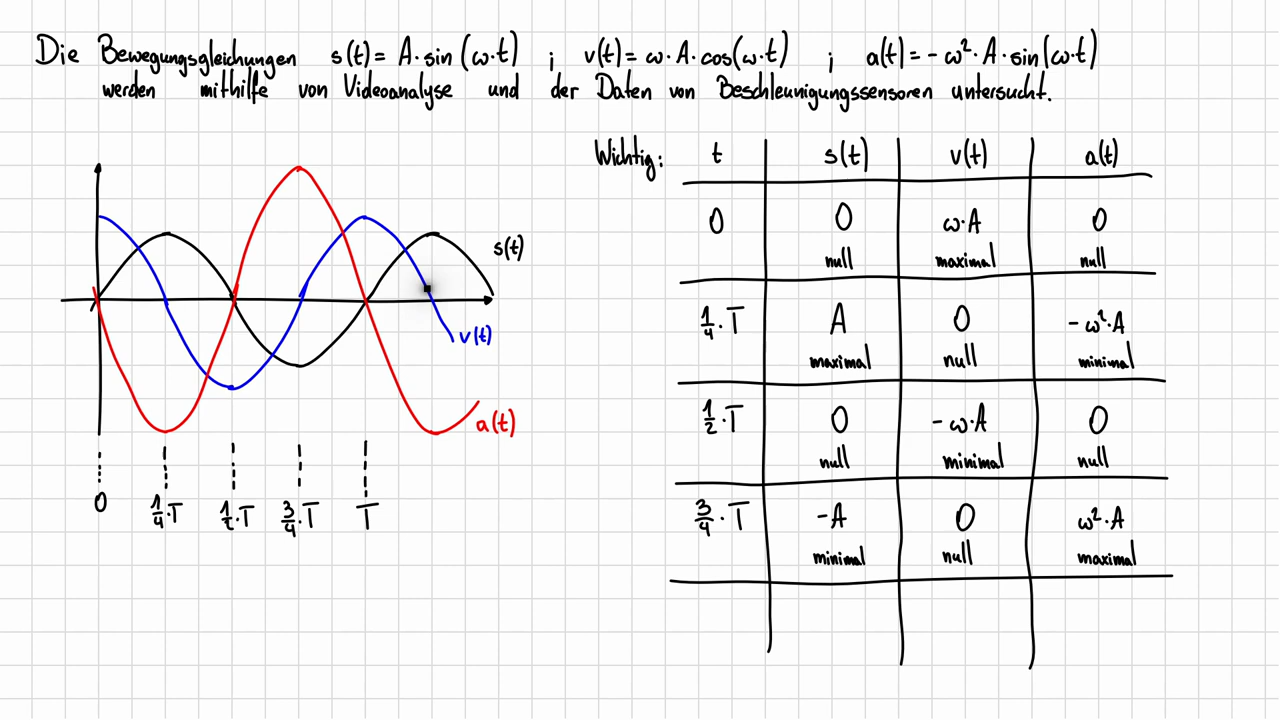 Die Bewegungsgleichungen s(t) = A · sin (ω·t) ; v(t) = ω · A · cos(ω·t) ; a(t) = - ω² · A · sin(ω·t)
werden mithilfe von Videoanalyse und der Daten von Beschleunigungssensoren untersucht.
Wichtig: t s(t) v(t) a(t)
0 0 ω·A 0
null maximal null
1/4 · T A 0 - ω²·A
maximal null minimal
1/2 · T 0 - ω·A 0
null minimal null
3/4 · T -A 0 ω²·A
minimal null maximal
s(t)
v(t)
a(t)
0 1/4 · T 1/2 · T 3/4 · T T